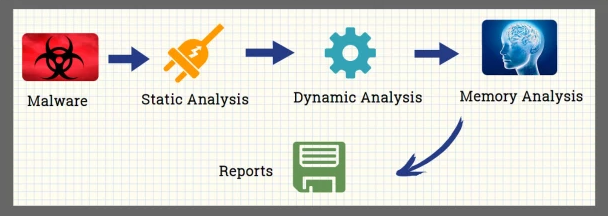 Malware
Static Analysis
Dynamic Analysis
Memory Analysis
Reports